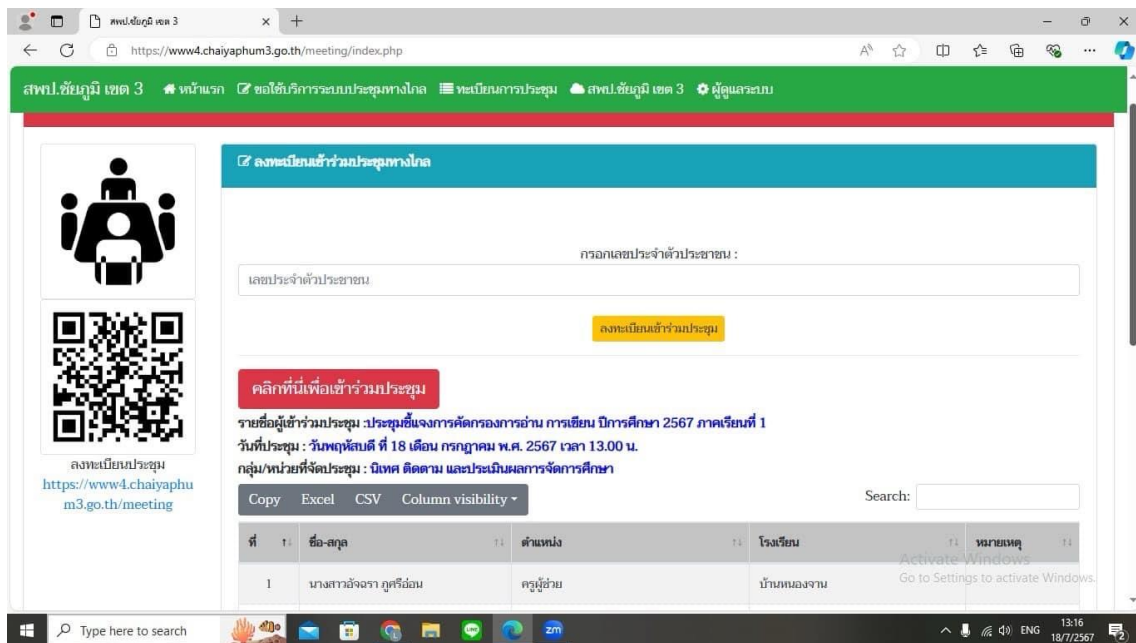 สพป.ชัยภูมิ เขต 3
https://www4.chaiyaphum3.go.th/meeting/index.php
สพป.ชัยภูมิ เขต 3 หน้าแรก ขอใช้บริการระบบประชุมทางไกล ทะเบียนการประชุม สพป.ชัยภูมิ เขต 3 ผู้ดูแลระบบ
ลงทะเบียนเข้าร่วมประชุมทางไกล
กรอกเลขประจำตัวประชาชน :
เลขประจำตัวประชาชน
ลงทะเบียนเข้าร่วมประชุม
คลิกที่นี่เพื่อเข้าร่วมประชุม
รายชื่อผู้เข้าร่วมประชุม :ประชุมชี้แจงการคัดกรองการอ่าน การเขียน ปีการศึกษา 2567 ภาคเรียนที่ 1
วันที่ประชุม : วันพฤหัสบดี ที่ 18 เดือน กรกฎาคม พ.ศ. 2567 เวลา 13.00 น.
กลุ่ม/หน่วยที่จัดประชุม : นิเทศ ติดตาม และประเมินผลการจัดการศึกษา
ลงทะเบียนประชุม
https://www4.chaiyaphu
m3.go.th/meeting
Copy Excel CSV Column visibility Search:
ที่ ชื่อ-สกุล ตำแหน่ง โรงเรียน หมายเหตุ
1 นางสาวอัจฉรา ภูศรีอ่อน ครูผู้ช่วย บ้านหนองจาน
Activate Windows
Go to Settings to activate Windows.
Type here to search
zm
ENG
13:16
18/7/2567